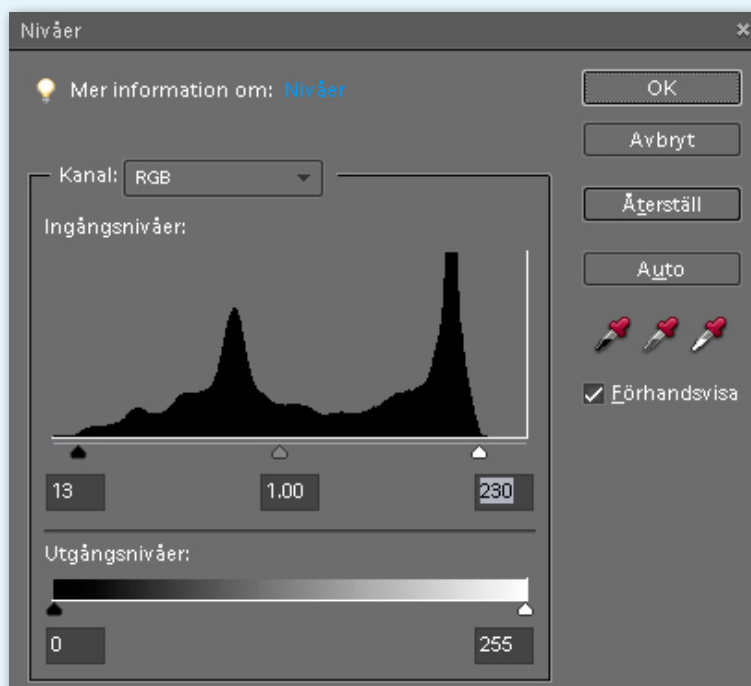 Nivåer
Mer information om: Nivåer
OK
Avbryt
Återställ
Auto
Förhandsvisa
Kanal: RGB
Ingångsnivåer:
13 1.00 230
Utgångsnivåer:
0 255